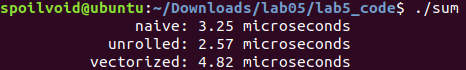 spoilvoid@ubuntu:~/Downloads/lab05/lab5_code$ ./sum
naive: 3.25 microseconds
unrolled: 2.57 microseconds
vectorized: 4.82 microseconds